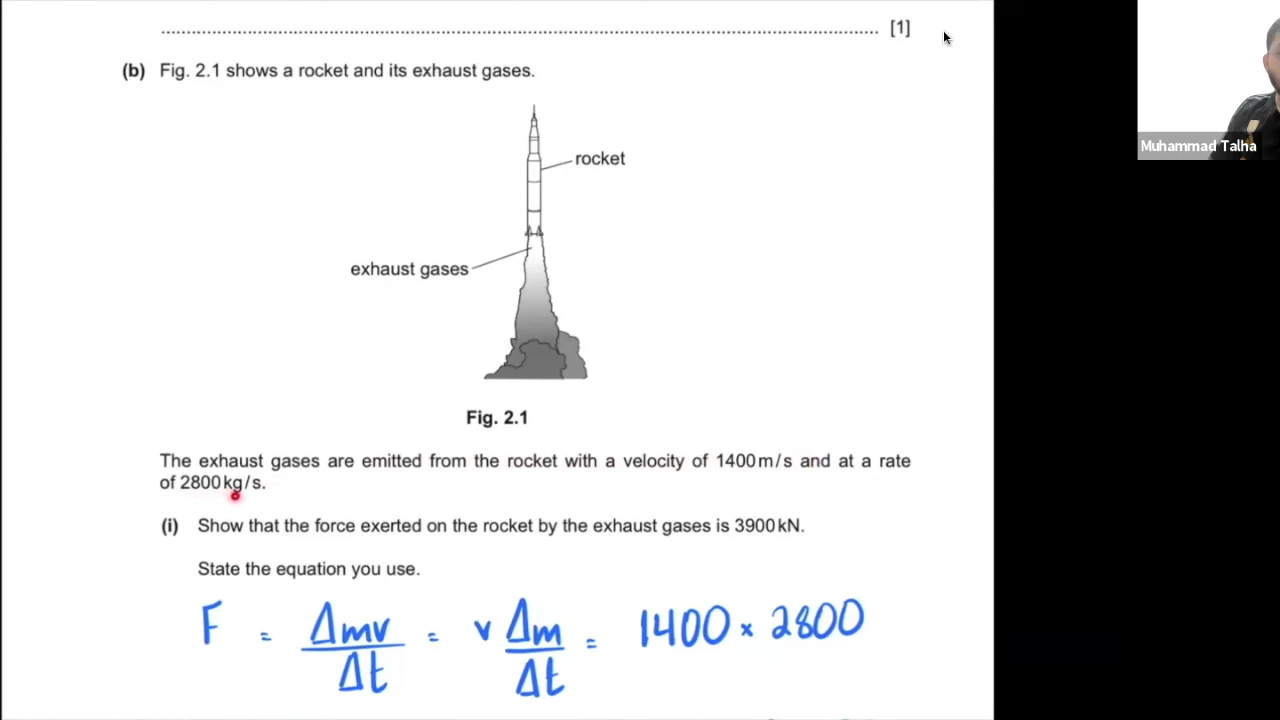 [1]
(b) Fig. 2.1 shows a rocket and its exhaust gases.
rocket
exhaust gases
Fig. 2.1
The exhaust gases are emitted from the rocket with a velocity of 1400 m/s and at a rate
of 2800 kg/s.
(i) Show that the force exerted on the rocket by the exhaust gases is 3900 kN.
State the equation you use.
F = Δmv/Δt = v Δm/Δt = 1400 × 2800
Muhammad Talha